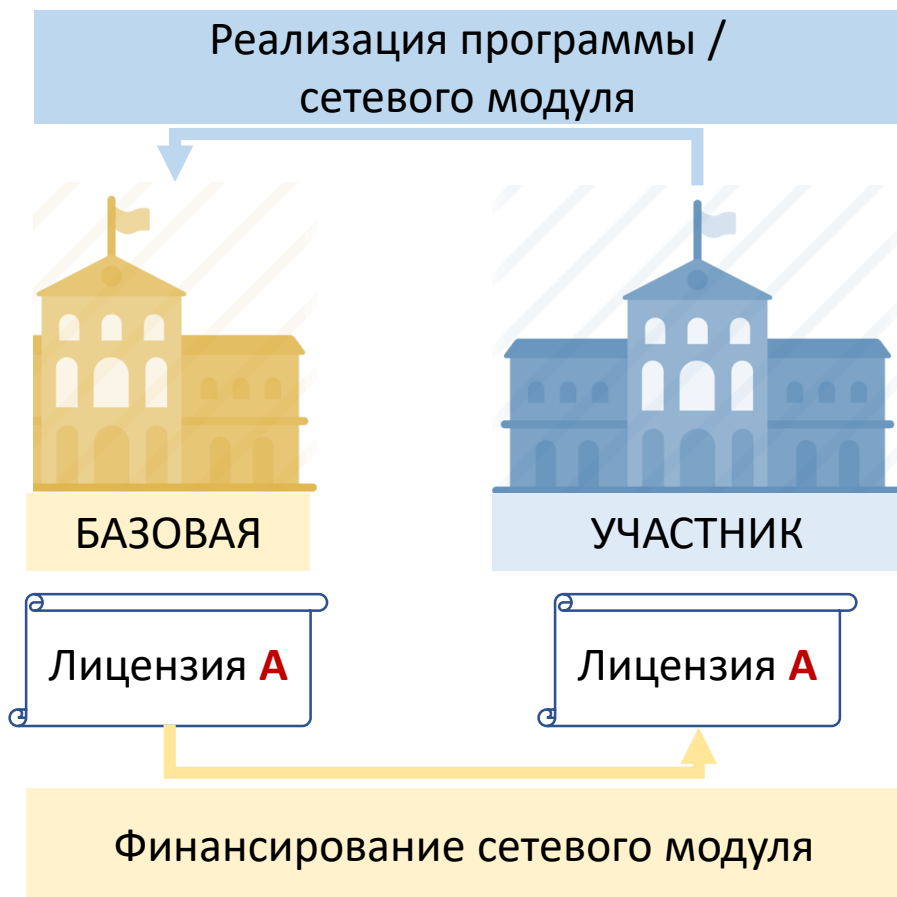 Реализация программы /
сетевого модуля
БАЗОВАЯ
УЧАСТНИК
Лицензия А
Лицензия А
Финансирование сетевого модуля